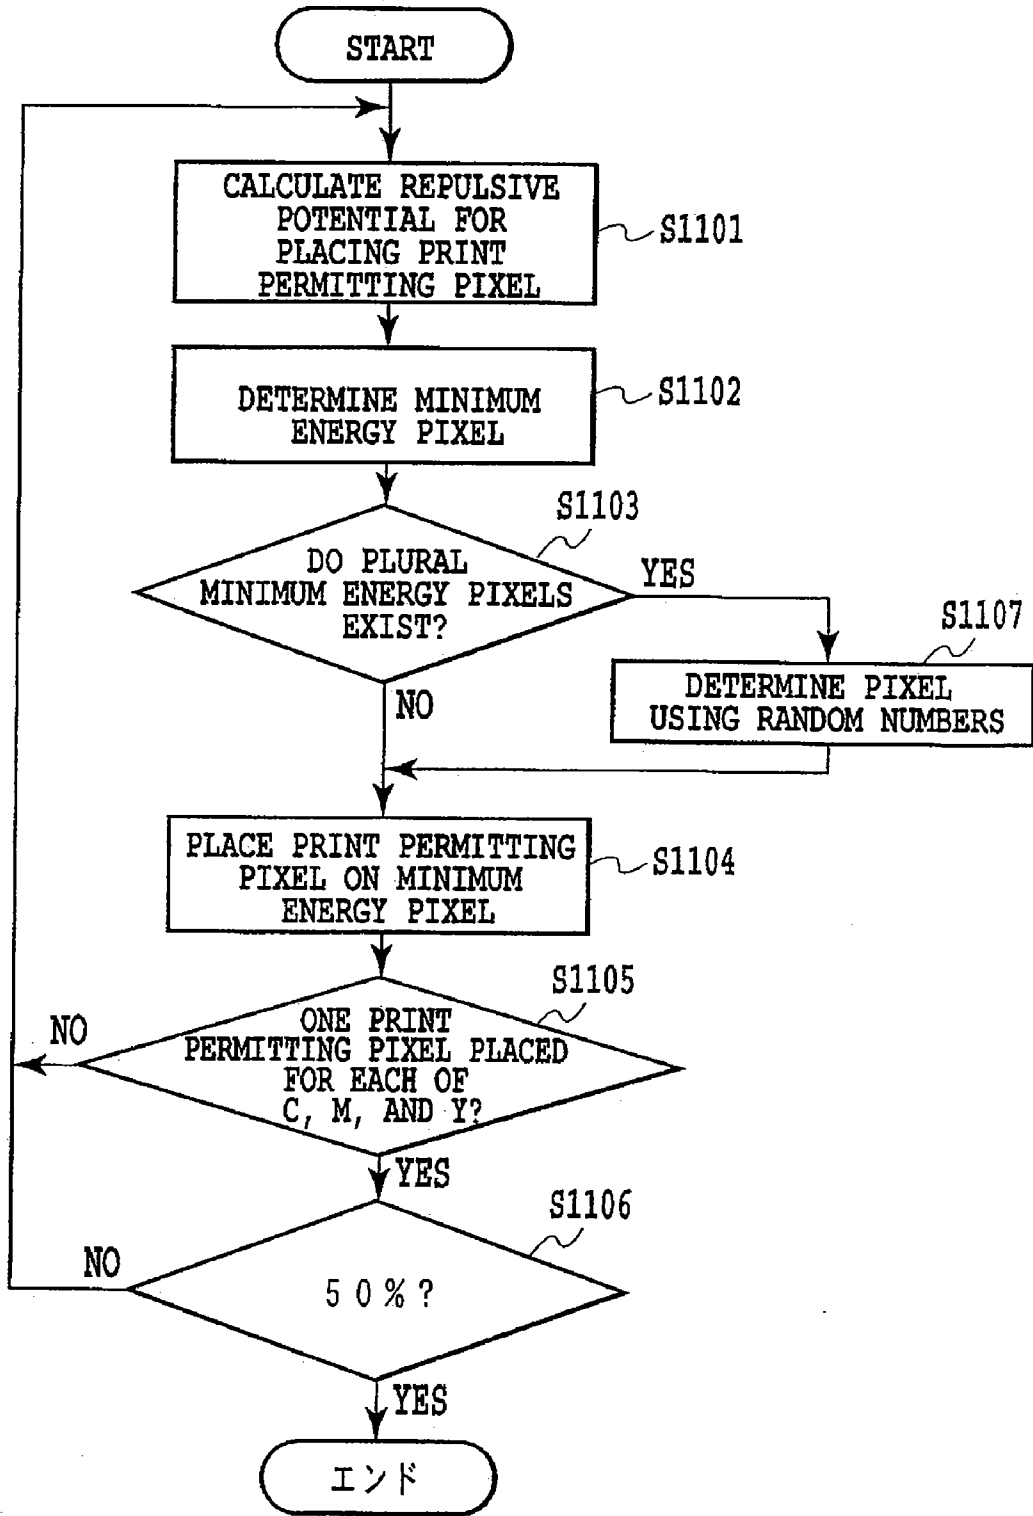 START
CALCULATE REPULSIVE
POTENTIAL FOR
PLACING PRINT
PERMITTING PIXEL
S1101
DETERMINE MINIMUM
ENERGY PIXEL
S1102
S1103
DO PLURAL
MINIMUM ENERGY PIXELS
EXIST?
YES
NO
S1107
DETERMINE PIXEL
USING RANDOM NUMBERS
PLACE PRINT PERMITTING
PIXEL ON MINIMUM
ENERGY PIXEL
S1104
S1105
ONE PRINT
PERMITTING PIXEL PLACED
FOR EACH OF
C, M, AND Y?
NO
YES
S1106
50%?
NO
YES
エンド